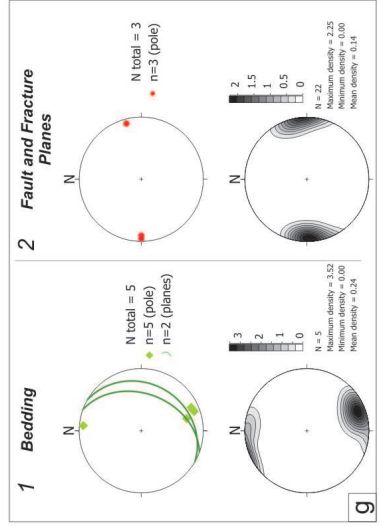 1 Bedding
N
N total = 5
n=5 (pole)
n=2 (planes)
3
2
1
0
N = 5
Maximum density = 3.52
Minimum density = 0.00
Mean density = 0.24
2 Fault and Fracture
Planes
N
N total = 3
n=3 (pole)
2
1.5
1
0.5
0
N = 22
Maximum density = 2.25
Minimum density = 0.00
Mean density = 0.14
g